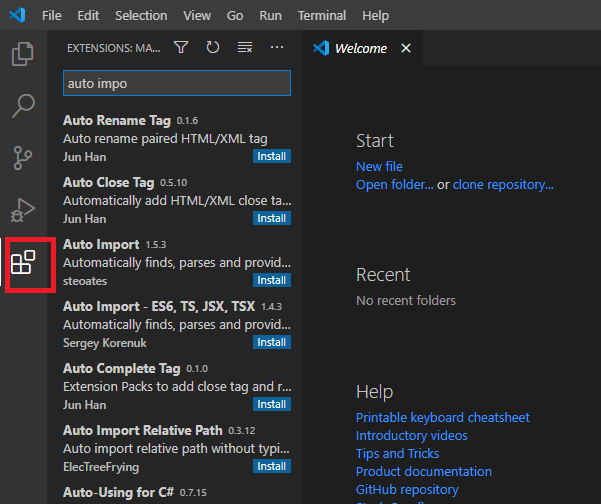 File Edit Selection View Go Run Terminal Help
EXTENSIONS: MA...
auto impo
Auto Rename Tag 0.1.6
Auto rename paired HTML/XML tag
Jun Han Install
Auto Close Tag 0.5.10
Automatically add HTML/XML close ta...
Jun Han Install
Auto Import 1.5.3
Automatically finds, parses and provid...
steoates Install
Auto Import - ES6, TS, JSX, TSX 1.4.3
Automatically finds, parses and provid...
Sergey Korenuk Install
Auto Complete Tag 0.1.0
Extension Packs to add close tag and r...
Jun Han Install
Auto Import Relative Path 0.3.12
Auto import relative path without typi...
ElecTreeFrying Install
Auto-Using for C# 0.7.15
Welcome
Start
New file
Open folder... or clone repository...
Recent
No recent folders
Help
Printable keyboard cheatsheet
Introductory videos
Tips and Tricks
Product documentation
GitHub repository